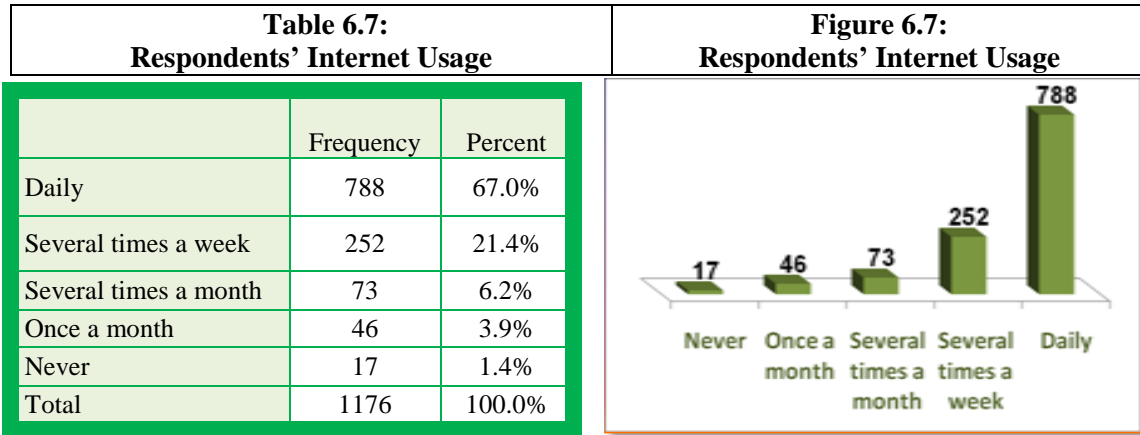 Table 6.7:
Respondents’ Internet Usage
Frequency Percent
Daily 788 67.0%
Several times a week 252 21.4%
Several times a month 73 6.2%
Once a month 46 3.9%
Never 17 1.4%
Total 1176 100.0%
Figure 6.7:
Respondents’ Internet Usage
788
252
73
46
17
Never Once a Several Several Daily
month times a times a
month week